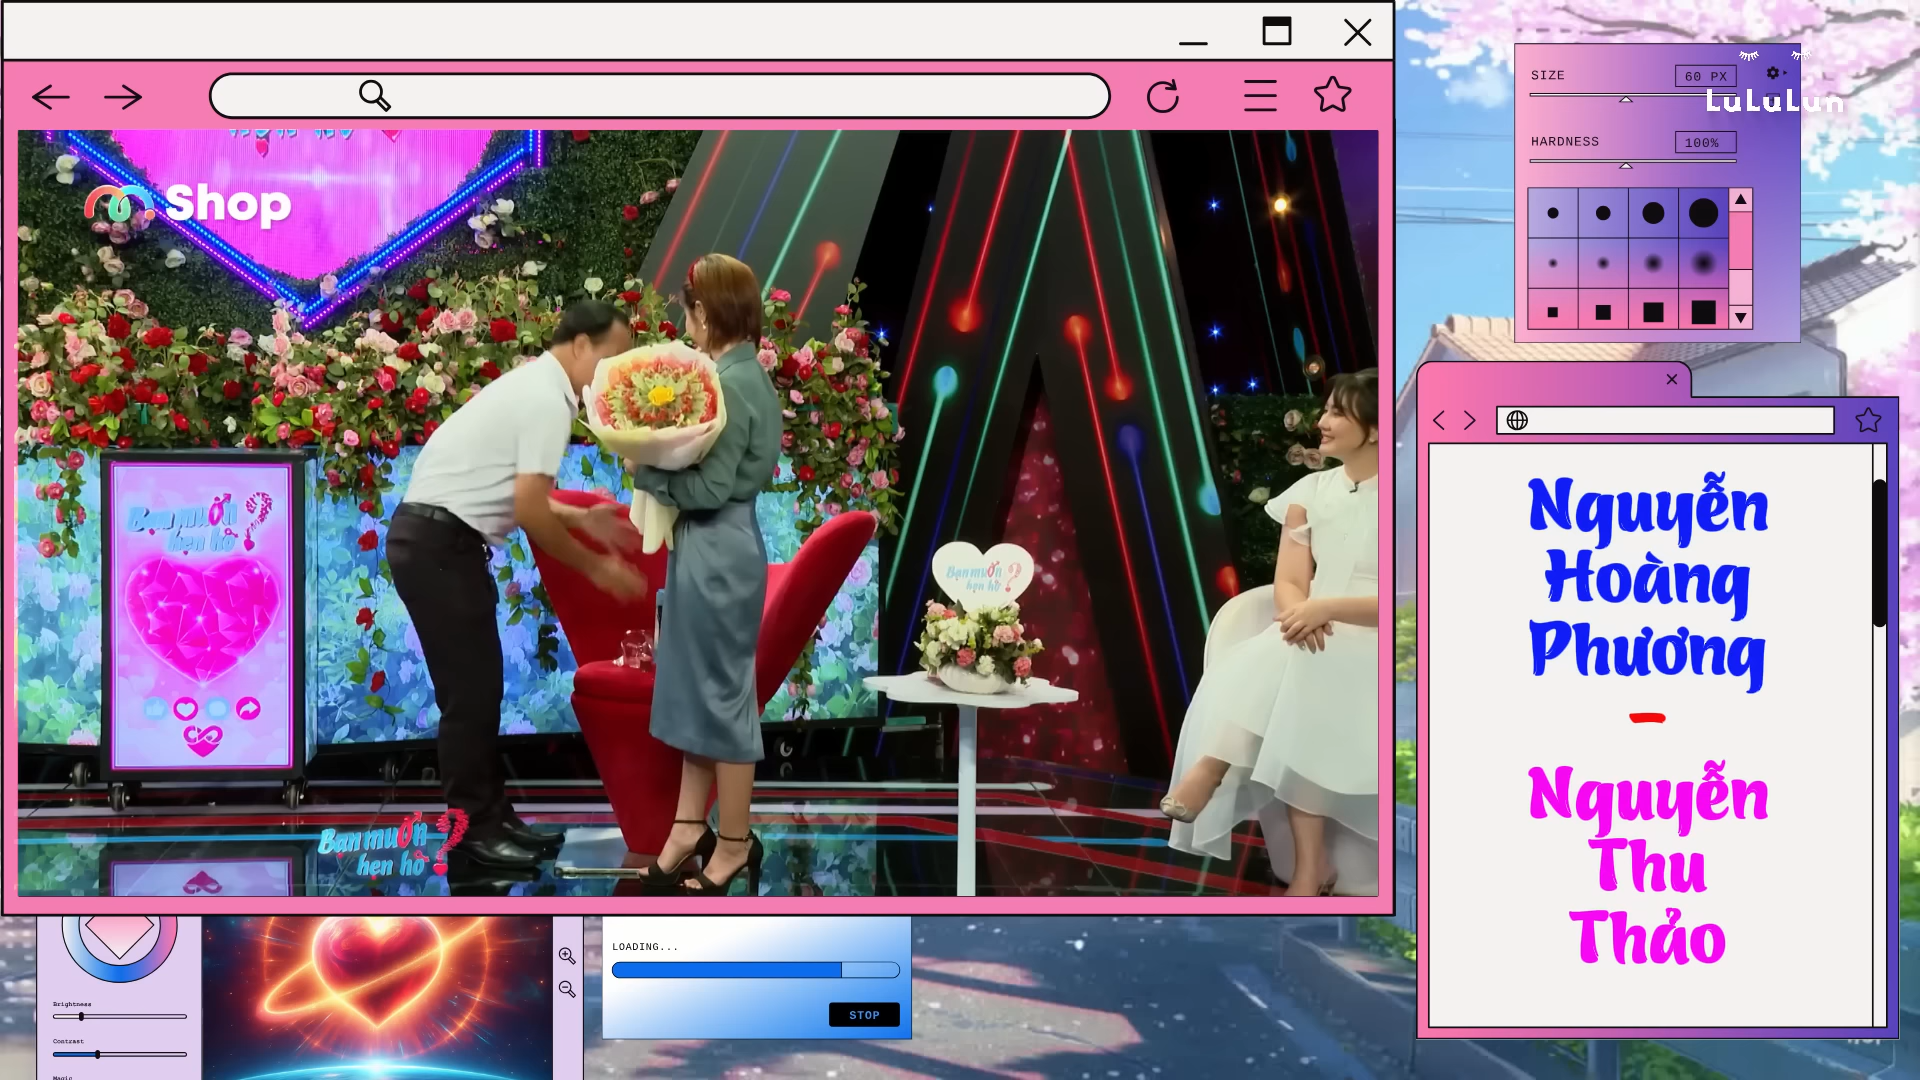 Shop
Bạn muốn
hẹn hò?
Bạn muốn
hẹn hò?
Bạn muốn
hẹn hò?
SIZE
60 PX
LuLuLun
HARDNESS
100%
Nguyễn
Hoàng
Phương
–
Nguyễn
Thu
Thảo
Brightness
Contrast
Magic
LOADING...
STOP